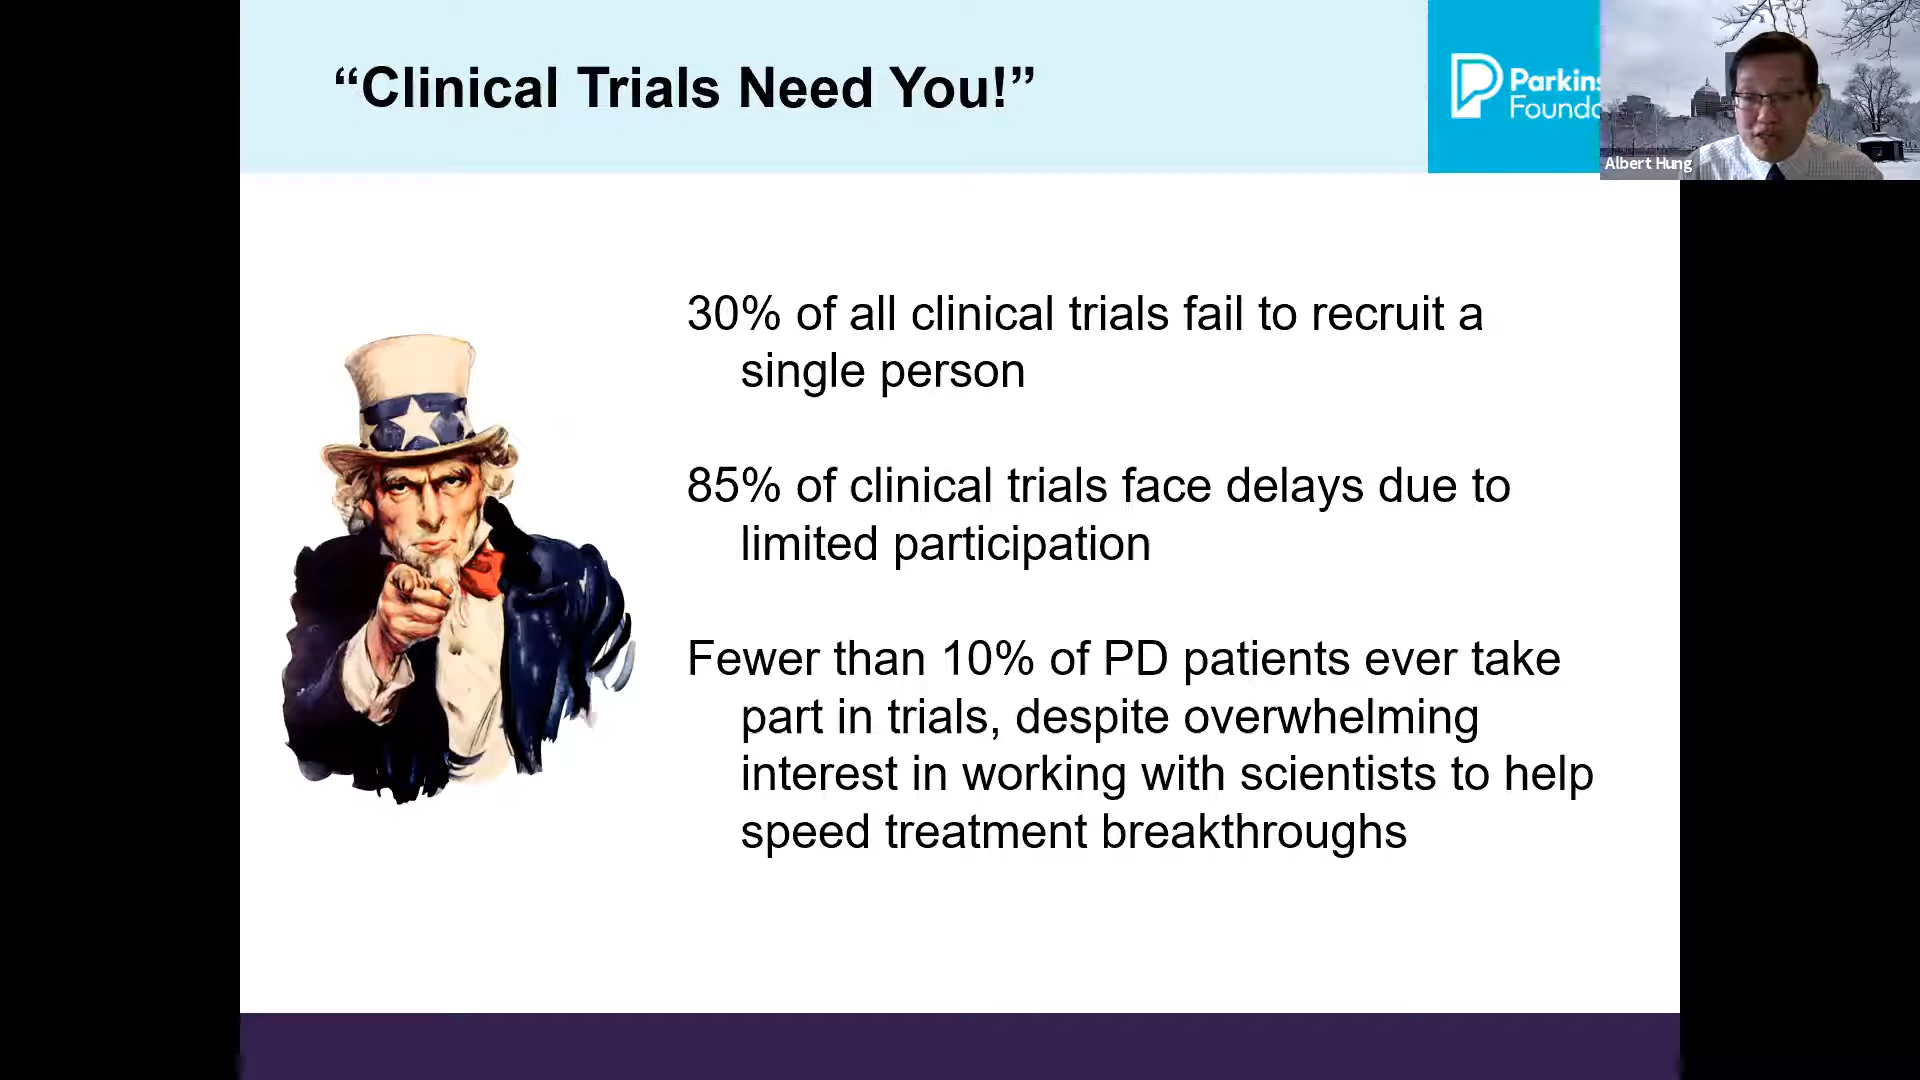 “Clinical Trials Need You!”
Parkins
Founda
Albert Hung
30% of all clinical trials fail to recruit a
single person
85% of clinical trials face delays due to
limited participation
Fewer than 10% of PD patients ever take
part in trials, despite overwhelming
interest in working with scientists to help
speed treatment breakthroughs